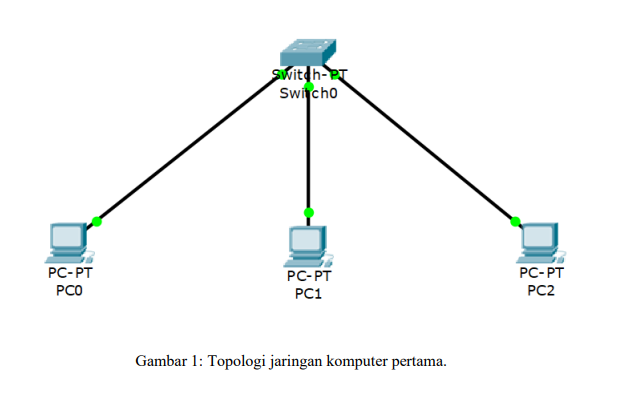 Switch-PT
Switch0
PC-PT
PC0
PC-PT
PC1
PC-PT
PC2
Gambar 1: Topologi jaringan komputer pertama.